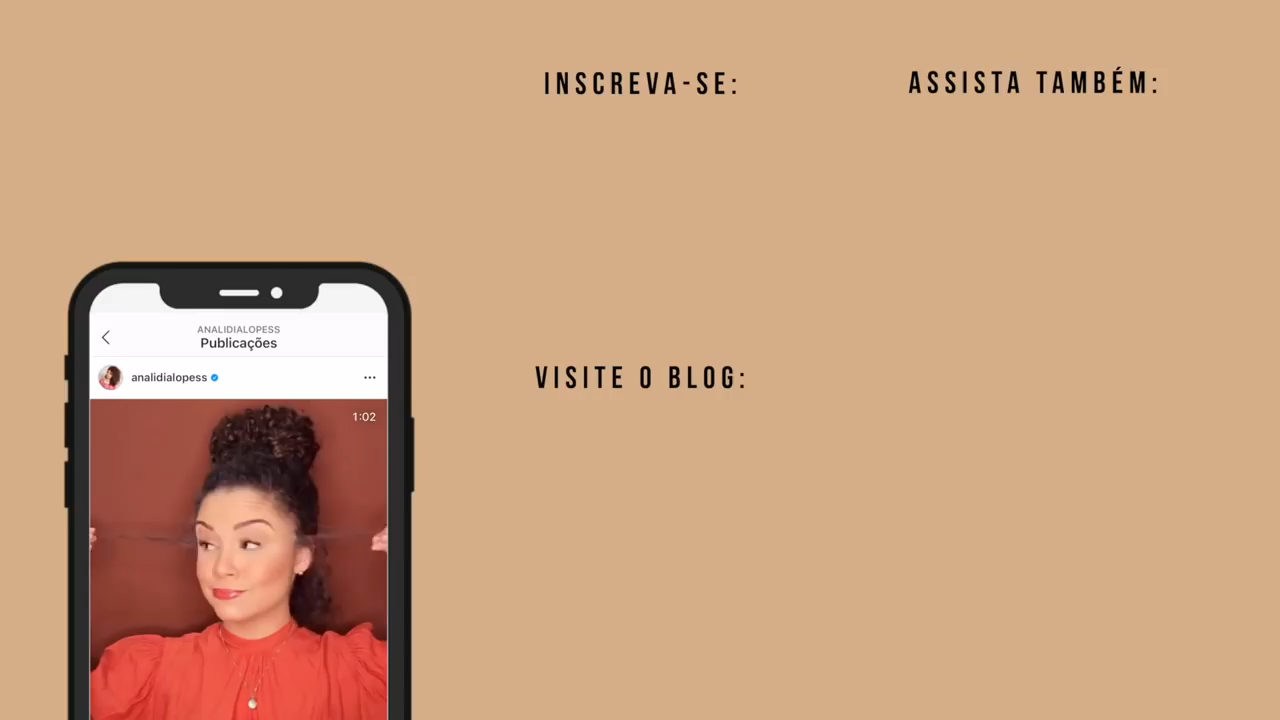 INSCREVA-SE:
ASSISTA TAMBÉM:
ANALIDIALOPESS
Publicações
analidialopess
1:02
VISITE O BLOG: